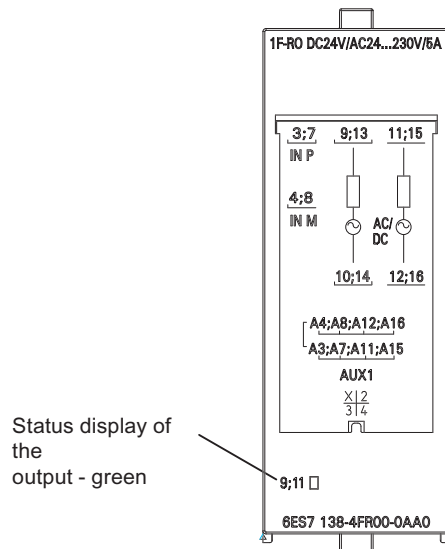 1F-RO DC24V/AC24...230V/5A
3;7 9;13 11;15
IN P
4;8
IN M
AC/
DC
10;14 12;16
A4;A8;A12;A16
A3;A7;A11;A15
AUX1
X 2
3 4
Status display of
the
output - green
9;11
6ES7 138-4FR00-0AA0